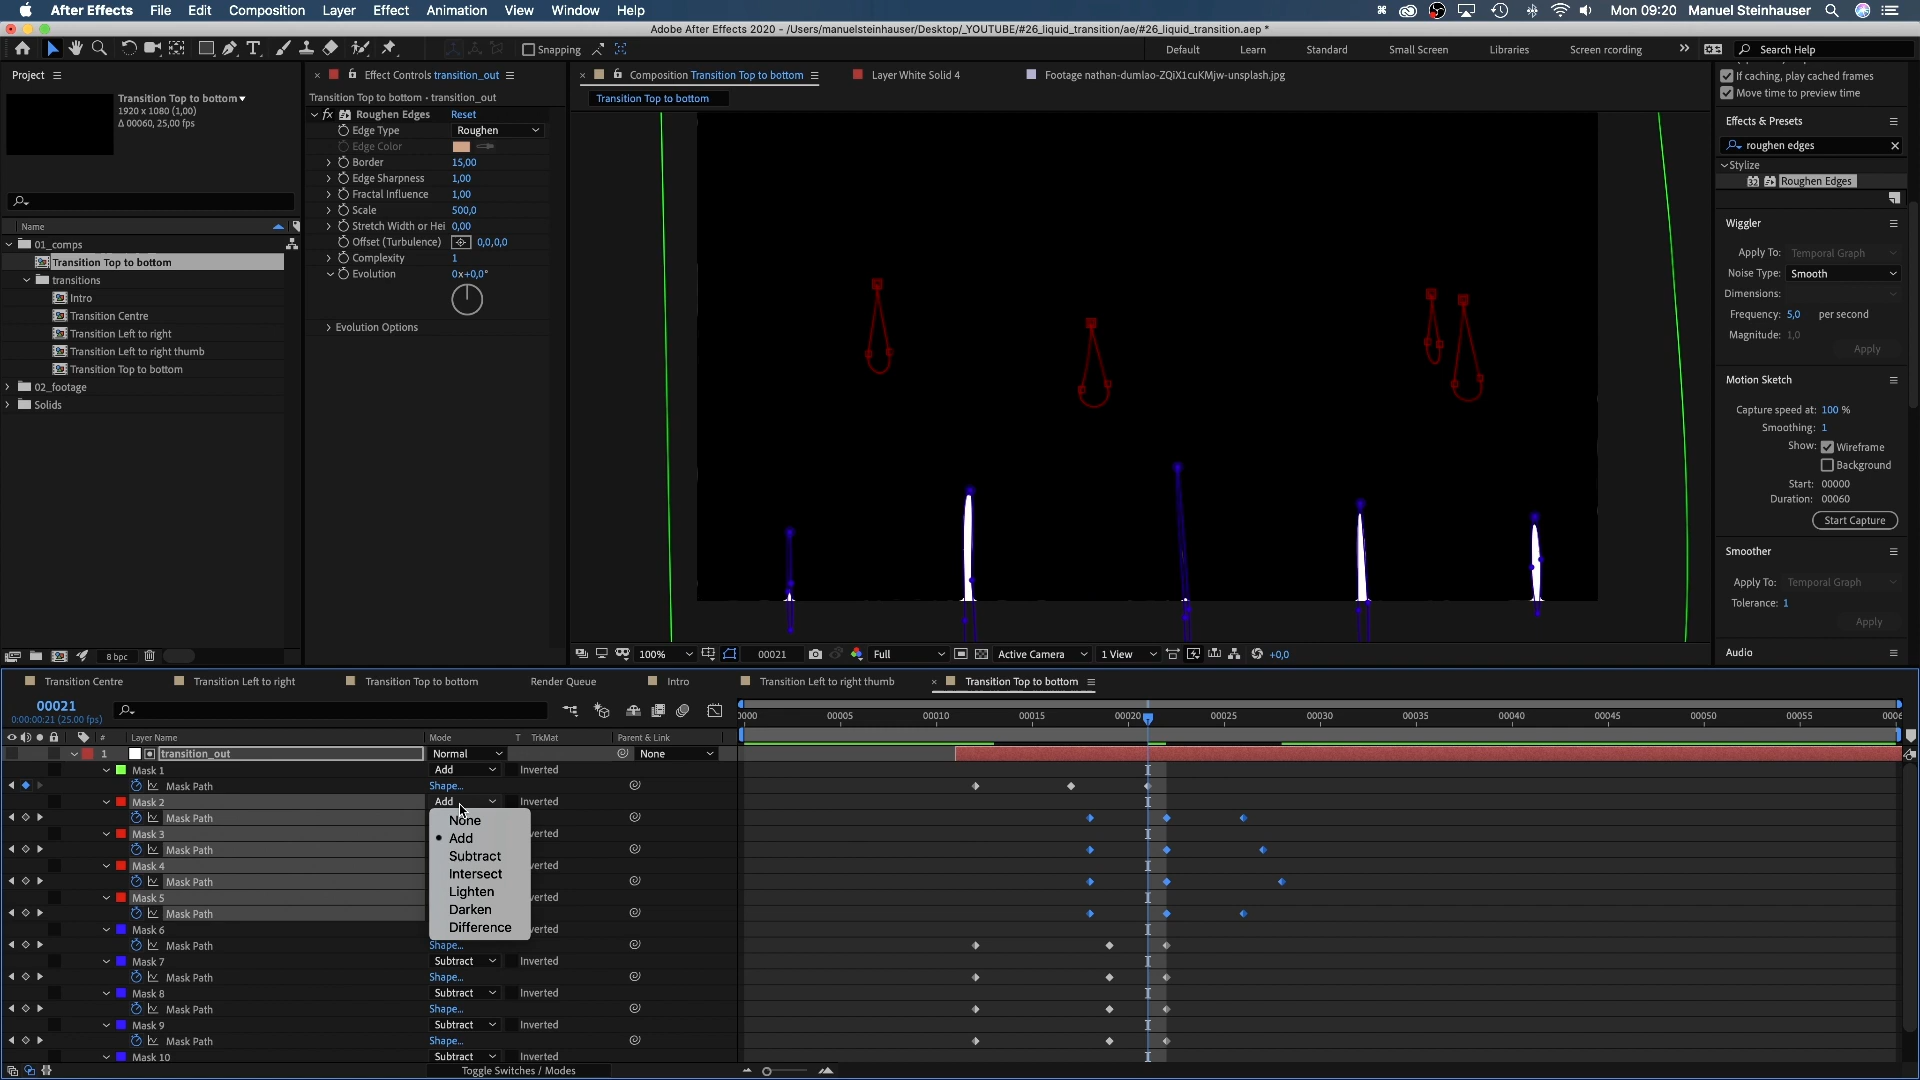 After Effects File Edit Composition Layer Effect Animation View Window Help
Mon 09:20 Manuel Steinhauser
Adobe After Effects 2020 - /Users/manuelsteinhauser/Desktop/_YOUTUBE/#26_liquid_transition/ae/#26_liquid_transition.aep *
Snapping
Default Learn Standard Small Screen Libraries Screen rcording
Search Help
Project
Transition Top to bottom
1920 x 1080 (1,00)
Δ 00060, 25,00 fps
Name
01_comps
Transition Top to bottom
transitions
Intro
Transition Centre
Transition Left to right
Transition Left to right thumb
Transition Top to bottom
02_footage
Solids
8 bpc
Effect Controls transition_out
Transition Top to bottom • transition_out
fx Roughen Edges Reset
Edge Type Roughen
Edge Color
Border 15,00
Edge Sharpness 1,00
Fractal Influence 1,00
Scale 500,0
Stretch Width or Hei 0,00
Offset (Turbulence) 0,0,0,0
Complexity 1
Evolution 0x+0,0°
Evolution Options
Composition Transition Top to bottom
Layer White Solid 4
Footage nathan-dumlao-ZQiX1cuKMjw-unsplash.jpg
Transition Top to bottom
100% 00021 Full Active Camera 1 View +0,0
If caching, play cached frames
Move time to preview time
Effects & Presets
roughen edges
Stylize
32 Roughen Edges
Wiggler
Apply To: Temporal Graph
Noise Type: Smooth
Dimensions:
Frequency: 5,0 per second
Magnitude: 1,0
Apply
Motion Sketch
Capture speed at: 100 %
Smoothing: 1
Show: Wireframe
Background
Start: 00000
Duration: 00060
Start Capture
Smoother
Apply To: Temporal Graph
Tolerance: 1
Apply
Audio
Transition Centre
Transition Left to right
Transition Top to bottom
Render Queue
Intro
Transition Left to right thumb
Transition Top to bottom
00021
0:00:00:21 (25.00 fps)
0000 00005 00010 00015 00020 00025 00030 00035 00040 00045 00050 00055 0006
# Layer Name Mode T TrkMat Parent & Link
1 transition_out Normal None
Mask 1 Add Inverted
Mask Path Shape...
Mask 2 Add Inverted
Mask Path
Mask 3 verted
Mask Path
Mask 4 verted
Mask Path
Mask 5 verted
Mask Path
Mask 6 verted
Mask Path Shape...
Mask 7 Subtract Inverted
Mask Path Shape...
Mask 8 Subtract Inverted
Mask Path Shape...
Mask 9 Subtract Inverted
Mask Path Shape...
Mask 10 Subtract Inverted
None
Add
Subtract
Intersect
Lighten
Darken
Difference
Toggle Switches / Modes